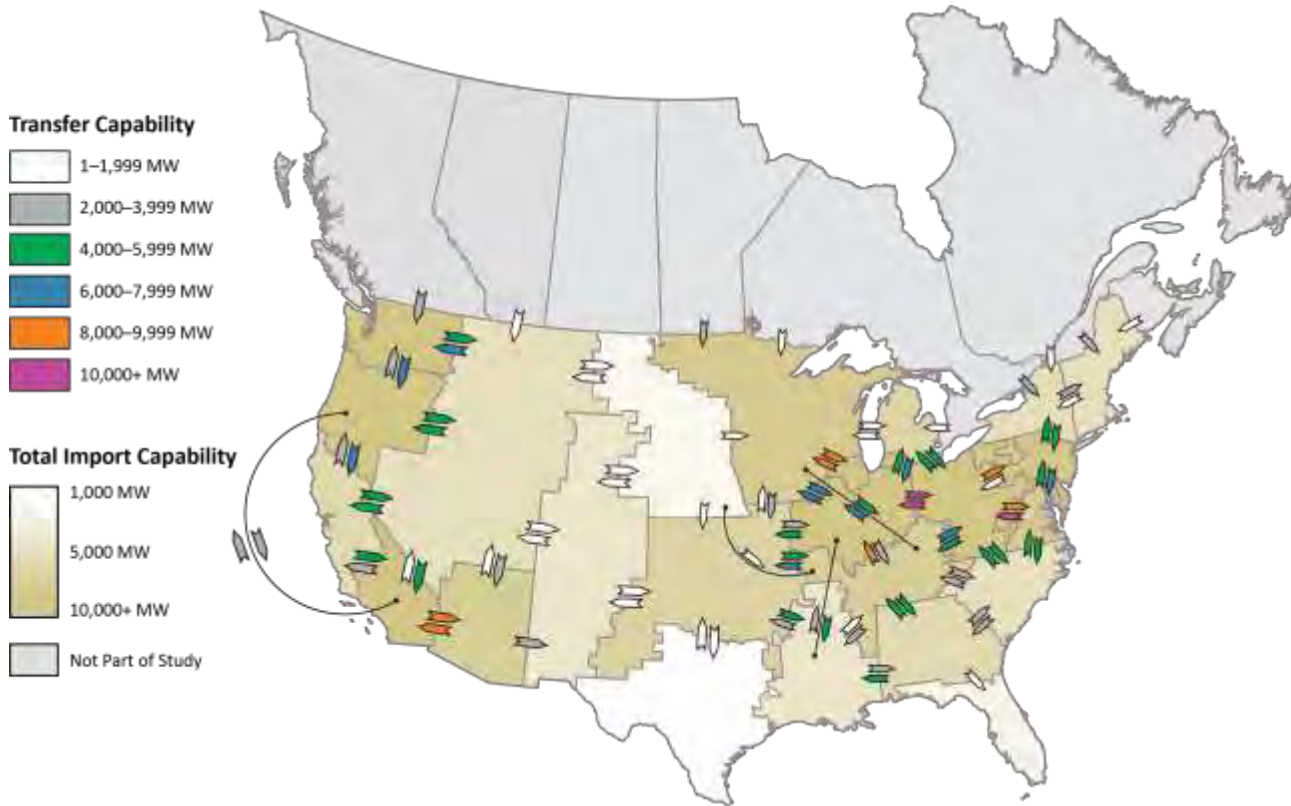 Transfer Capability
1–1,999 MW
2,000–3,999 MW
4,000–5,999 MW
6,000–7,999 MW
8,000–9,999 MW
10,000+ MW
Total Import Capability
1,000 MW
5,000 MW
10,000+ MW
Not Part of Study